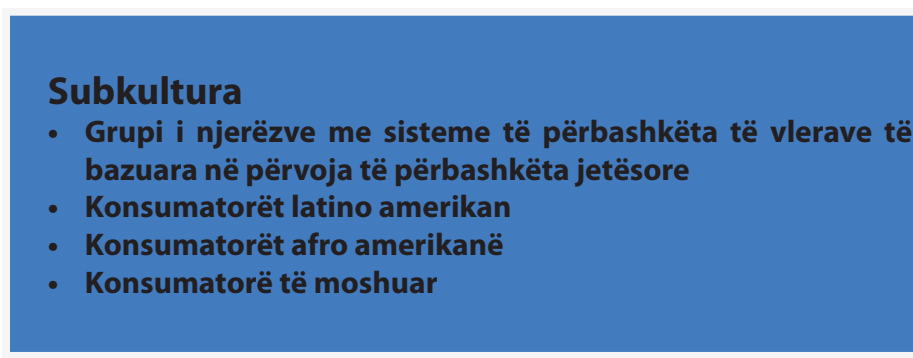 Subkultura
• Grupi i njerëzve me sisteme të përbashkëta të vlerave të
bazuara në përvoja të përbashkëta jetësore
• Konsumatorët latino amerikan
• Konsumatorët afro amerikanë
• Konsumatorë të moshuar